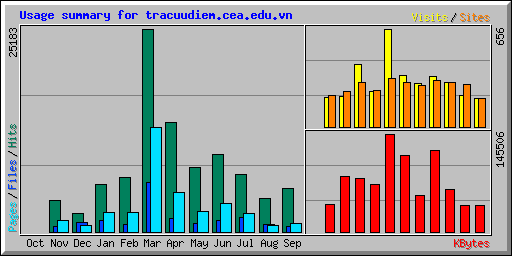 Usage summary for tracuudiem.cea.edu.vn
Visits / Sites
25183
656
145506
Pages / Files / Hits
Oct Nov Dec Jan Feb Mar Apr May Jun Jul Aug Sep
KBytes